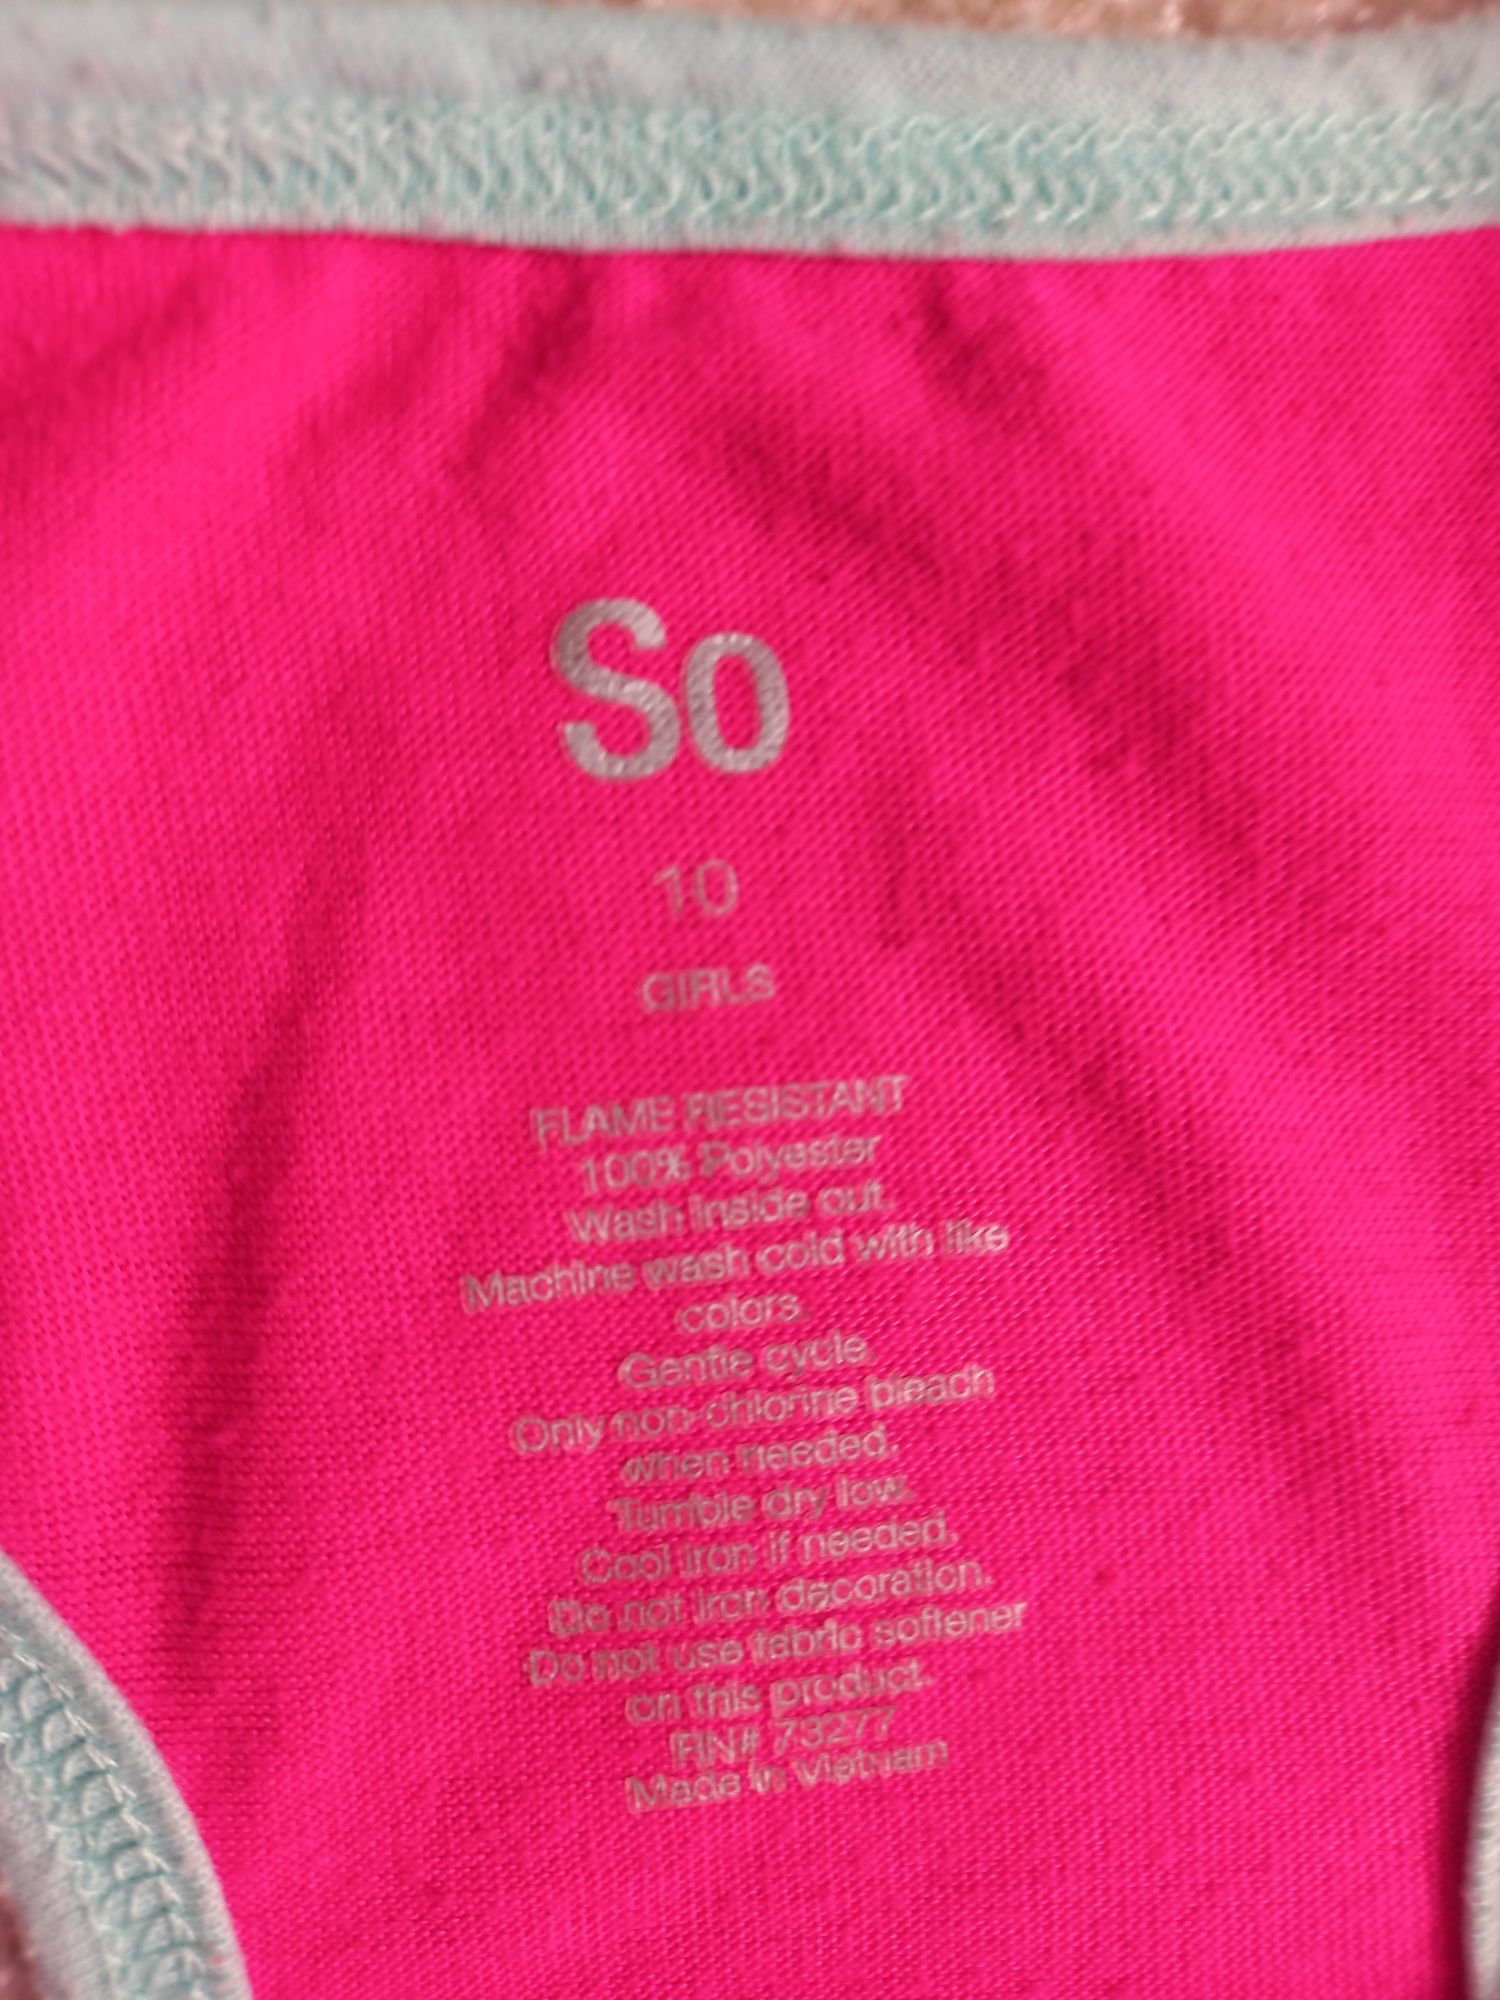 So
10
GIRLS
FLAME RESISTANT
100% Polyester
Wash inside out.
Machine wash cold with like
colors.
Gentle cycle.
Only non-chlorine bleach
when needed.
Tumble dry low.
Cool iron if needed.
Do not iron decoration.
Do not use fabric softener
on this product.
RN# 73277
Made in Vietnam